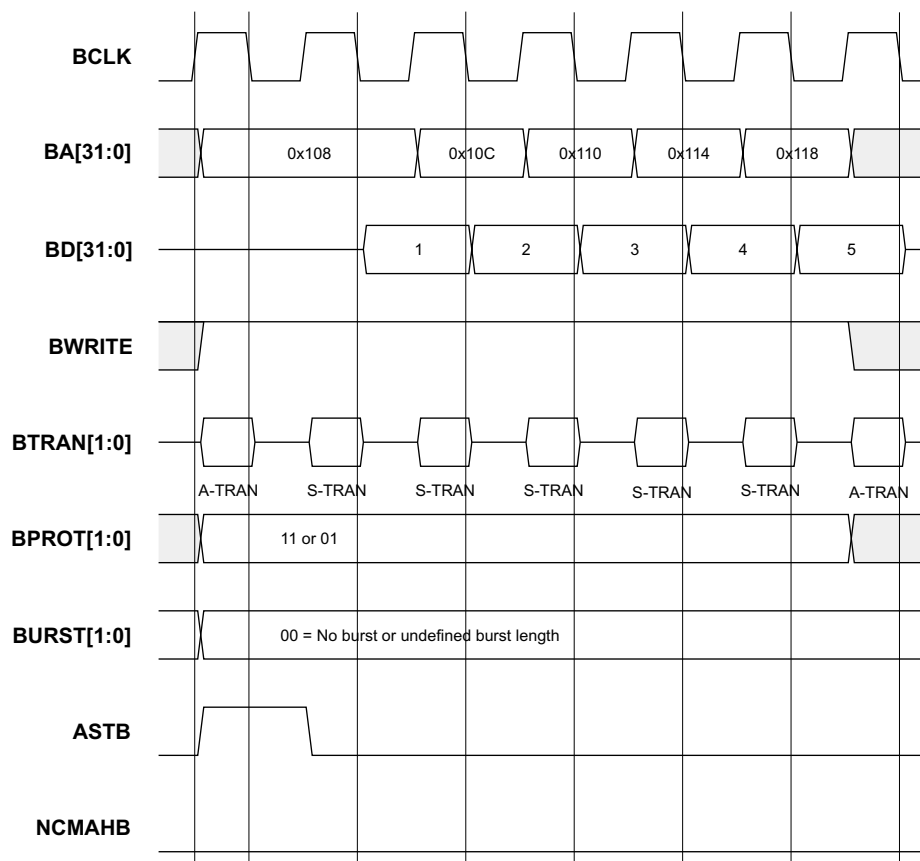 BCLK
BA[31:0] 0x108 0x10C 0x110 0x114 0x118
BD[31:0] 1 2 3 4 5
BWRITE
BTRAN[1:0]
A-TRAN S-TRAN S-TRAN S-TRAN S-TRAN S-TRAN A-TRAN
BPROT[1:0] 11 or 01
BURST[1:0] 00 = No burst or undefined burst length
ASTB
NCMAHB